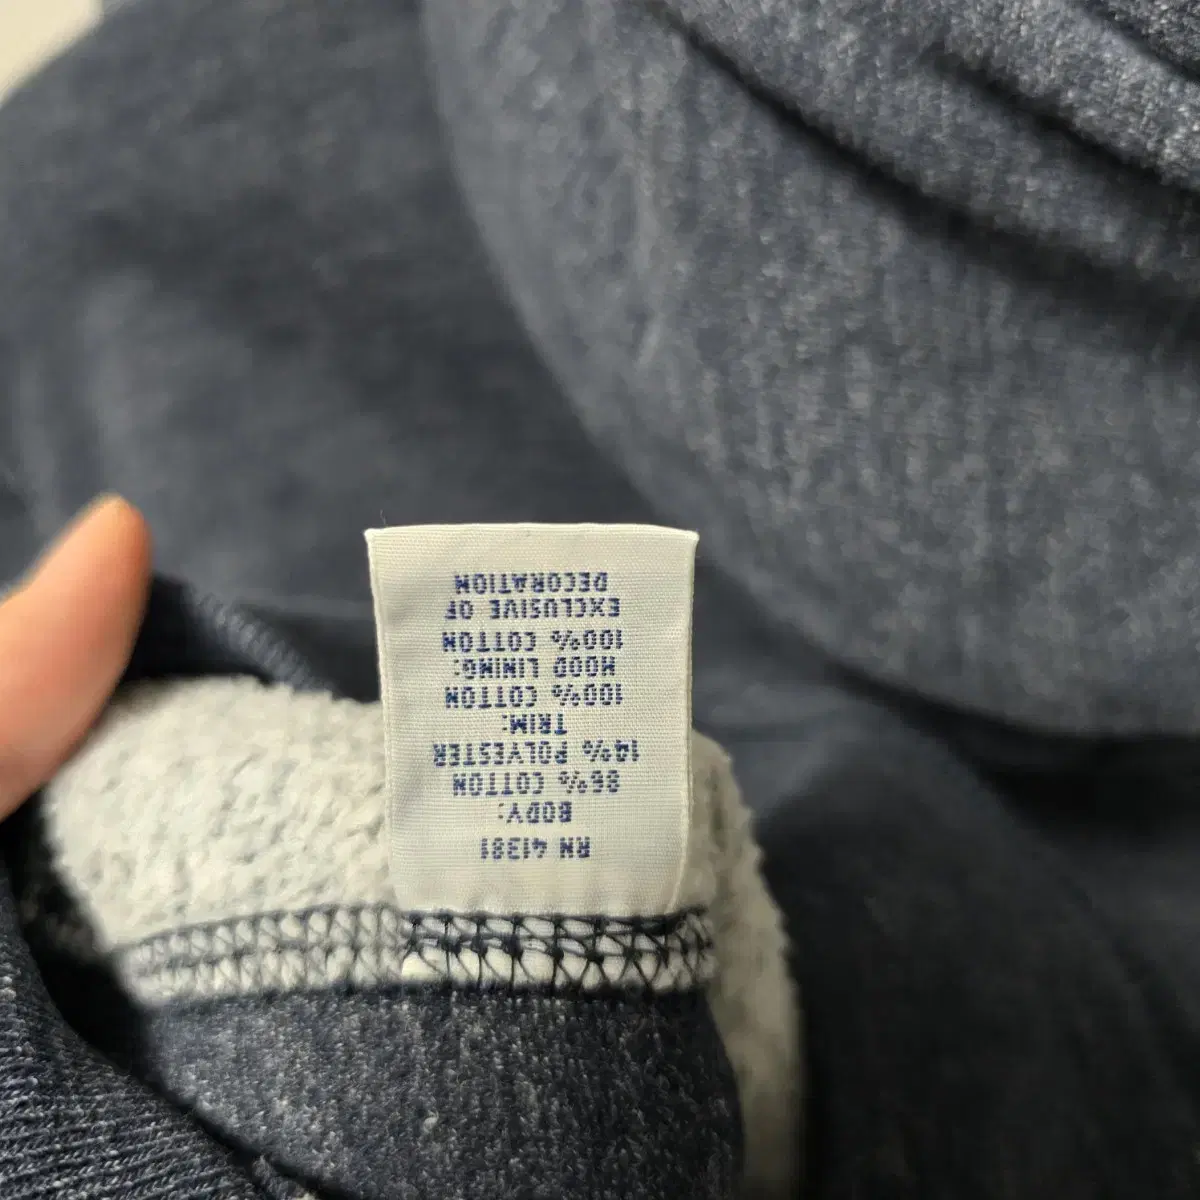 RN 41381
BODY:
86% COTTON
14% POLYESTER
TRIM:
100% COTTON
HOOD LINING:
100% COTTON
EXCLUSIVE OF
DECORATION